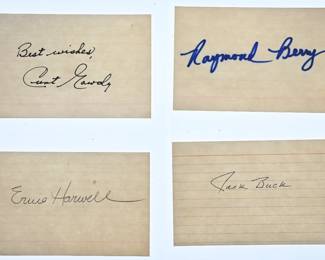 Best wishes,
Curt Gowdy
Raymond Berry
Ernie Harwell
Jack Buck